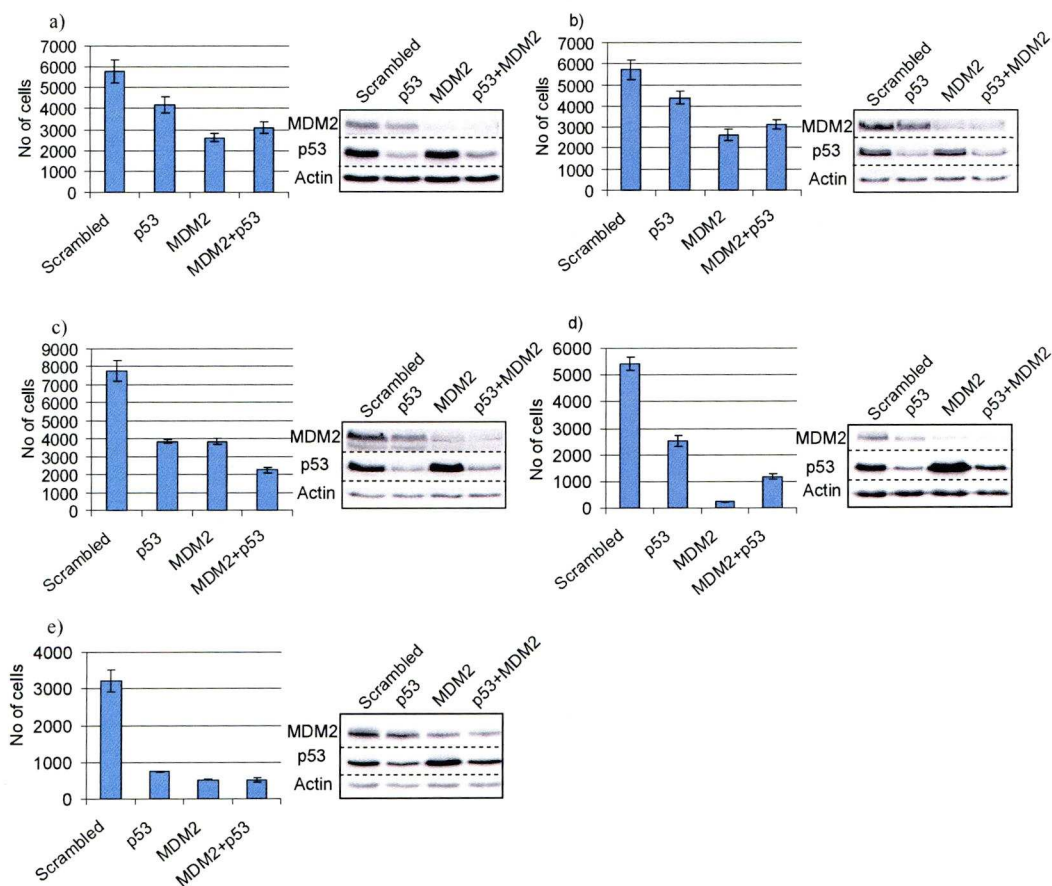 a)
No of cells
7000
6000
5000
4000
3000
2000
1000
0
Scrambled
p53
MDM2
MDM2+p53
Scrambled
p53
MDM2
p53+MDM2
MDM2
p53
Actin
b)
No of cells
7000
6000
5000
4000
3000
2000
1000
0
Scrambled
p53
MDM2
MDM2+p53
Scrambled
p53
MDM2
p53+MDM2
MDM2
p53
Actin
c)
No of cells
9000
8000
7000
6000
5000
4000
3000
2000
1000
0
Scrambled
p53
MDM2
MDM2+p53
Scrambled
p53
MDM2
p53+MDM2
MDM2
p53
Actin
d)
No of cells
6000
5000
4000
3000
2000
1000
0
Scrambled
p53
MDM2
MDM2+p53
Scrambled
p53
MDM2
p53+MDM2
MDM2
p53
Actin
e)
No of cells
4000
3000
2000
1000
0
Scrambled
p53
MDM2
MDM2+p53
Scrambled
p53
MDM2
p53+MDM2
MDM2
p53
Actin